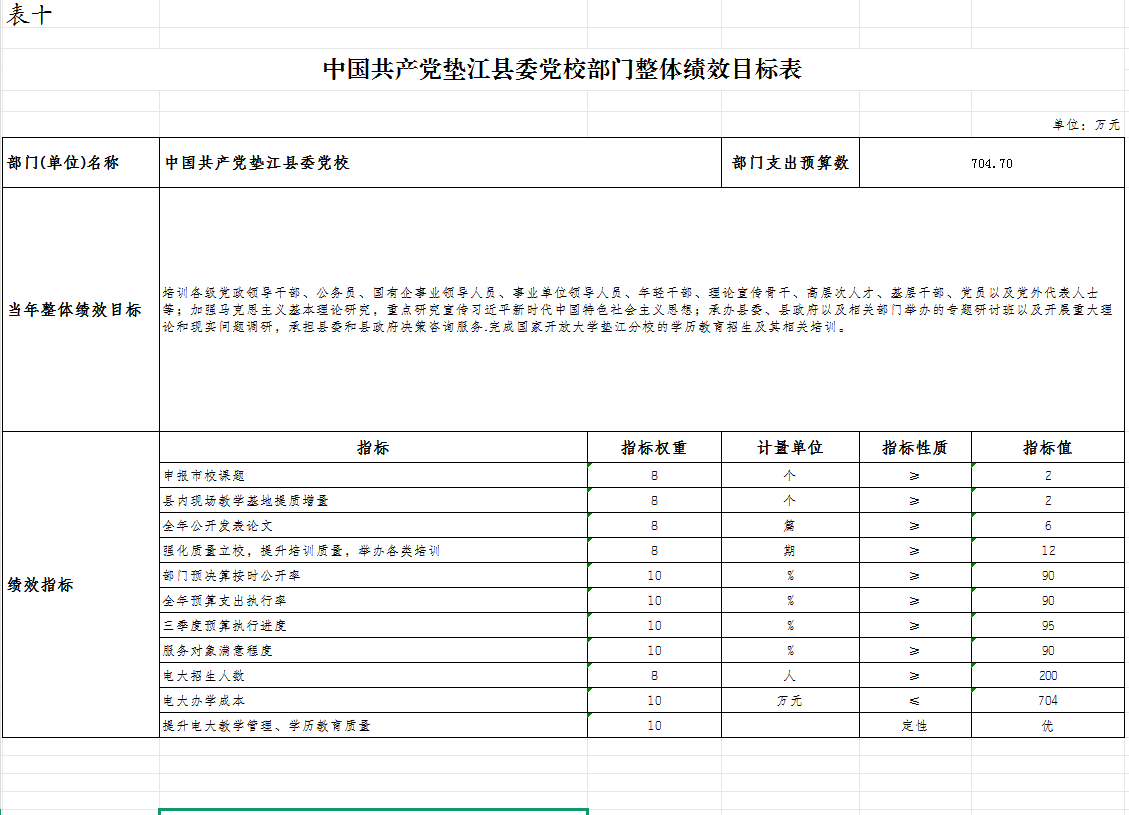 表十
中国共产党垫江县委党校部门整体绩效目标表
单位：万元
部门(单位)名称 中国共产党垫江县委党校 部门支出预算数 704.70
当年整体绩效目标
培训各级党政领导干部、公务员、国有企事业领导人员、事业单位领导人员、年轻干部、理论宣传骨干、高层次人才、基层干部、党员以及党外代表人士
等；加强马克思主义基本理论研究，重点研究宣传习近平新时代中国特色社会主义思想；承办县委、县政府以及相关部门举办的专题研讨班以及开展重大理
论和现实问题调研，承担县委和县政府决策咨询服务.完成国家开放大学垫江分校的学历教育招生及其相关培训。
绩效指标
指标 指标权重 计量单位 指标性质 指标值
申报市校课题 8 个 ≥ 2
县内现场教学基地提质增量 8 个 ≥ 2
全年公开发表论文 8 篇 ≥ 6
强化质量立校，提升培训质量，举办各类培训 8 期 ≥ 12
部门预决算按时公开率 10 % ≥ 90
全年预算支出执行率 10 % ≥ 90
三季度预算执行进度 10 % ≥ 95
服务对象满意程度 10 % ≥ 90
电大招生人数 8 人 ≥ 200
电大办学成本 10 万元 ≤ 704
提升电大教学管理、学历教育质量 10 定性 优